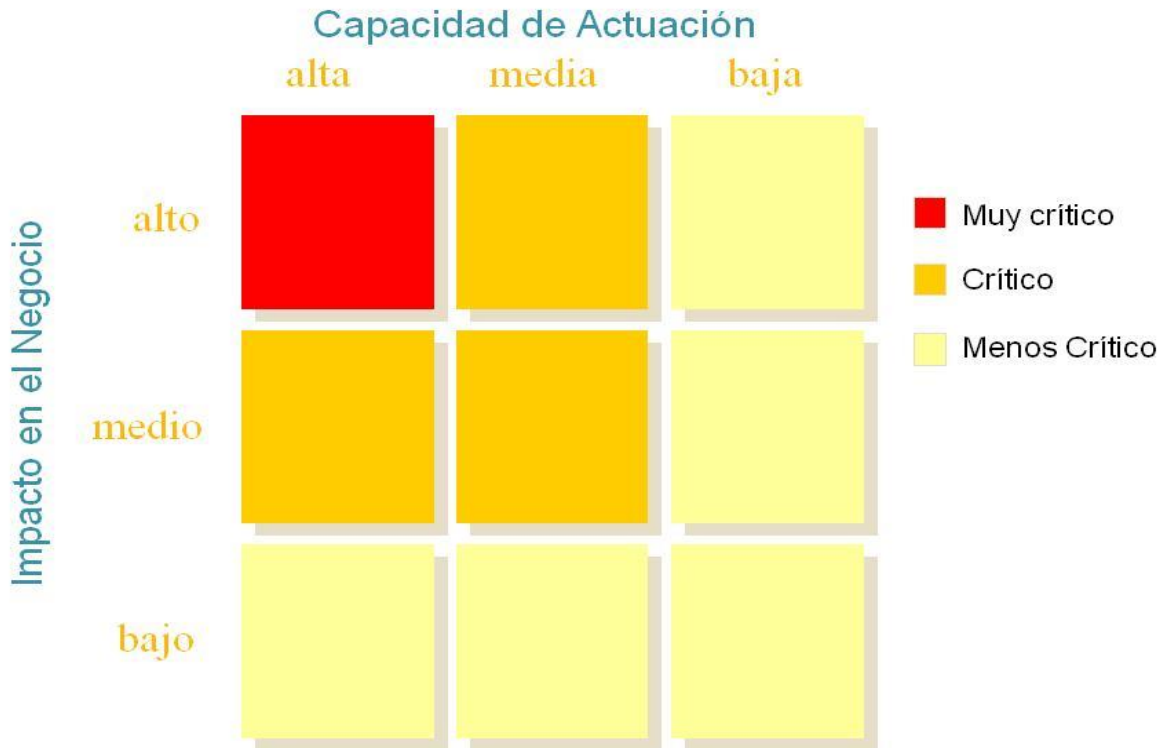 Capacidad de Actuación
alta media baja
Impacto en el Negocio
alto
medio
bajo
Muy crítico
Crítico
Menos Crítico